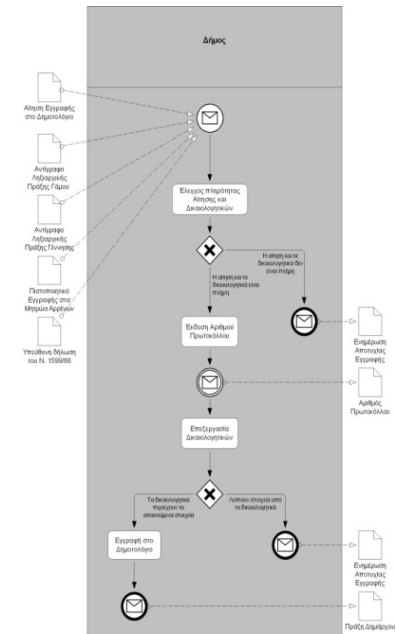 Δήμος
Αίτηση Εγγραφής
στο Δημοτολόγιο
Αντίγραφο
Ληξιαρχικής
Πράξης Γάμου
Αντίγραφο
Ληξιαρχικής
Πράξης Γέννησης
Πιστοποιητικό
Εγγραφής στα
Μητρώα Αρρένων
Υπεύθυνη δήλωση
του Ν. 1599/86
Έλεγχος πληρότητας
Αίτησης και
Δικαιολογητικών
Η αίτηση και τα
δικαιολογητικά δεν
είναι πλήρη
Η αίτηση και τα
δικαιολογητικά είναι
πλήρη
Έκδοση Αριθμού
Πρωτοκόλλου
Ενημέρωση
Αποτυχίας
Εγγραφής
Αριθμός
Πρωτοκόλλου
Επεξεργασία
Δικαιολογητικών
Τα δικαιολογητικά
περιέχουν τα
απαιτούμενα στοιχεία
Λείπουν στοιχεία από
τα δικαιολογητικά
Εγγραφή στο
Δημοτολόγιο
Ενημέρωση
Αποτυχίας
Εγγραφής
Πράξη Δημάρχου